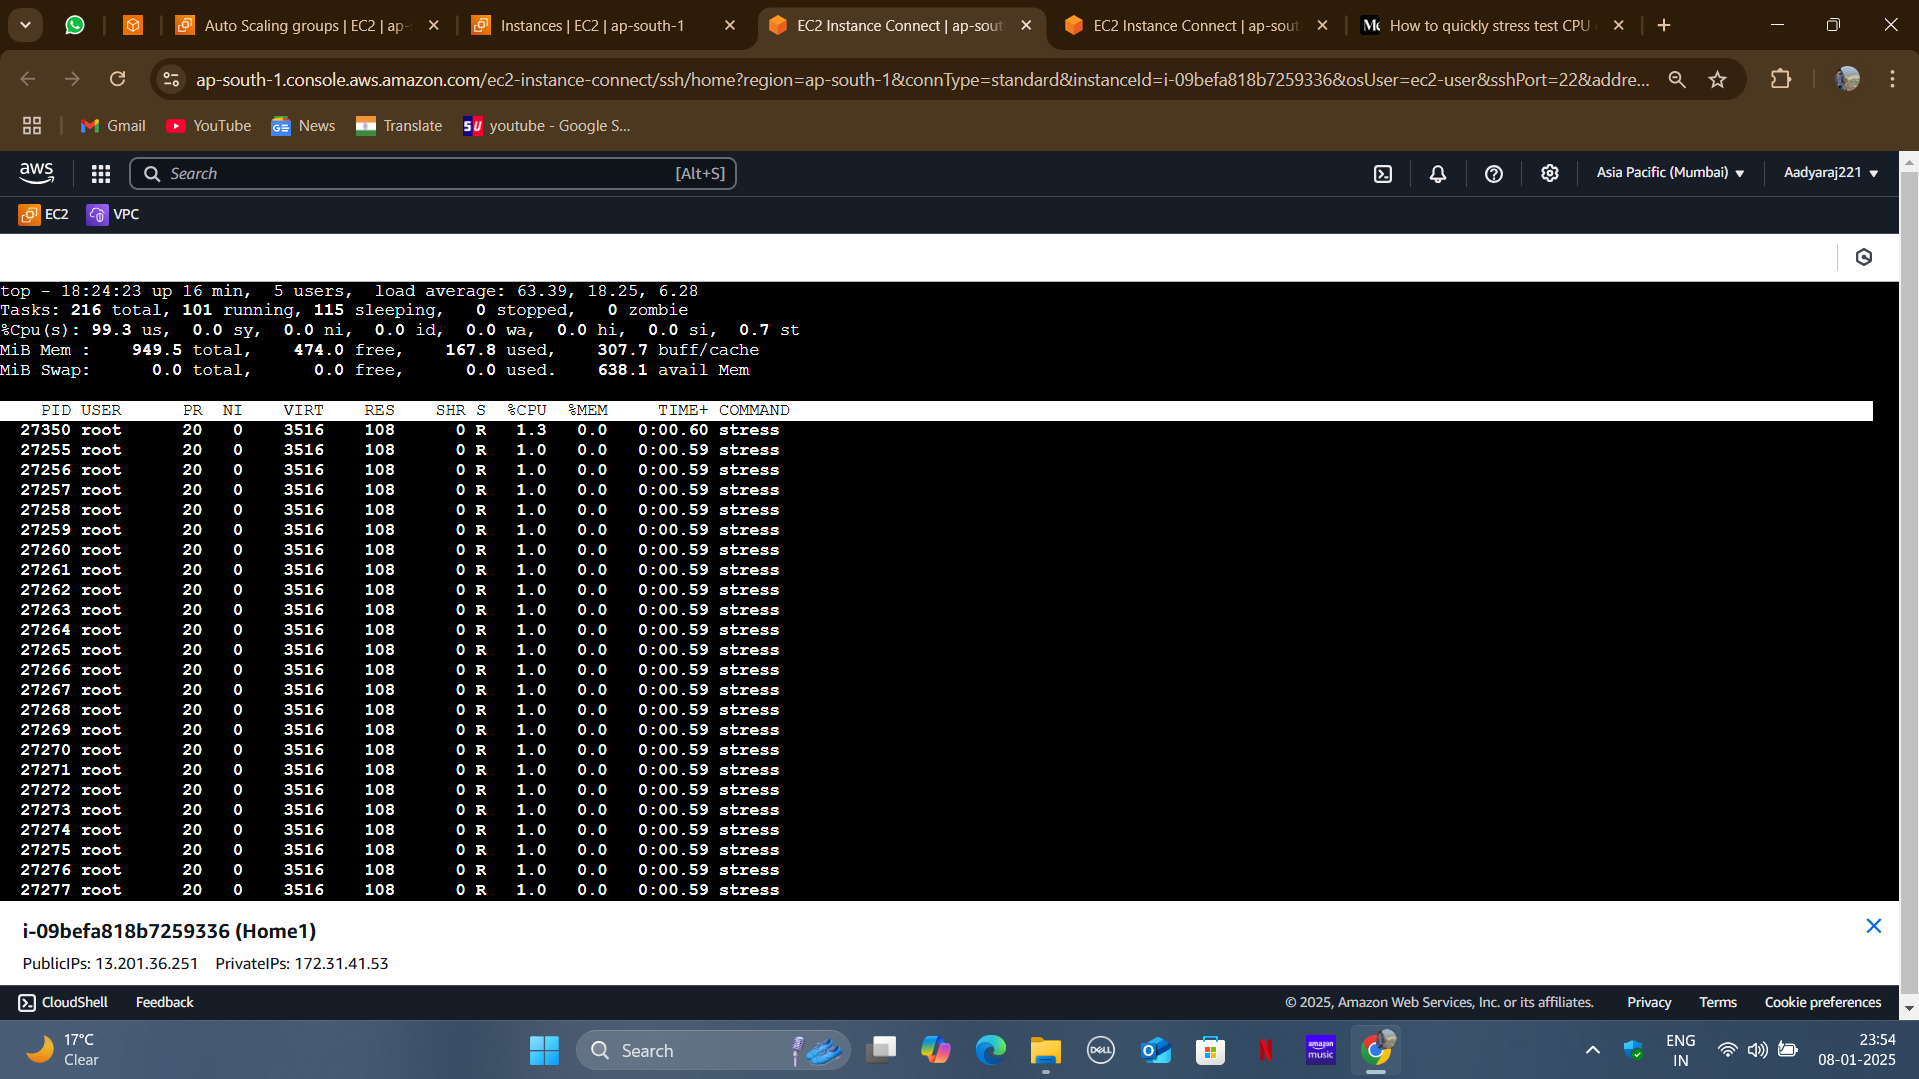 Auto Scaling groups | EC2 | ap-
Instances | EC2 | ap-south-1
EC2 Instance Connect | ap-sout
EC2 Instance Connect | ap-sout
How to quickly stress test CPU
ap-south-1.console.aws.amazon.com/ec2-instance-connect/ssh/home?region=ap-south-1&connType=standard&instanceId=i-09befa818b7259336&osUser=ec2-user&sshPort=22&addre...
Gmail
YouTube
News
Translate
youtube - Google S...
aws
Search
[Alt+S]
Asia Pacific (Mumbai)
Aadyaraj221
EC2
VPC
top - 18:24:23 up 16 min,  5 users,  load average: 63.39, 18.25, 6.28
Tasks: 216 total, 101 running, 115 sleeping,   0 stopped,   0 zombie
%Cpu(s): 99.3 us,  0.0 sy,  0.0 ni,  0.0 id,  0.0 wa,  0.0 hi,  0.0 si,  0.7 st
MiB Mem :    949.5 total,    474.0 free,    167.8 used,    307.7 buff/cache
MiB Swap:      0.0 total,      0.0 free,      0.0 used.    638.1 avail Mem
PID USER      PR  NI    VIRT    RES    SHR S  %CPU  %MEM     TIME+ COMMAND
27350 root      20   0    3516    108      0 R   1.3   0.0   0:00.60 stress
27255 root      20   0    3516    108      0 R   1.0   0.0   0:00.59 stress
27256 root      20   0    3516    108      0 R   1.0   0.0   0:00.59 stress
27257 root      20   0    3516    108      0 R   1.0   0.0   0:00.59 stress
27258 root      20   0    3516    108      0 R   1.0   0.0   0:00.59 stress
27259 root      20   0    3516    108      0 R   1.0   0.0   0:00.59 stress
27260 root      20   0    3516    108      0 R   1.0   0.0   0:00.59 stress
27261 root      20   0    3516    108      0 R   1.0   0.0   0:00.59 stress
27262 root      20   0    3516    108      0 R   1.0   0.0   0:00.59 stress
27263 root      20   0    3516    108      0 R   1.0   0.0   0:00.59 stress
27264 root      20   0    3516    108      0 R   1.0   0.0   0:00.59 stress
27265 root      20   0    3516    108      0 R   1.0   0.0   0:00.59 stress
27266 root      20   0    3516    108      0 R   1.0   0.0   0:00.59 stress
27267 root      20   0    3516    108      0 R   1.0   0.0   0:00.59 stress
27268 root      20   0    3516    108      0 R   1.0   0.0   0:00.59 stress
27269 root      20   0    3516    108      0 R   1.0   0.0   0:00.59 stress
27270 root      20   0    3516    108      0 R   1.0   0.0   0:00.59 stress
27271 root      20   0    3516    108      0 R   1.0   0.0   0:00.59 stress
27272 root      20   0    3516    108      0 R   1.0   0.0   0:00.59 stress
27273 root      20   0    3516    108      0 R   1.0   0.0   0:00.59 stress
27274 root      20   0    3516    108      0 R   1.0   0.0   0:00.59 stress
27275 root      20   0    3516    108      0 R   1.0   0.0   0:00.59 stress
27276 root      20   0    3516    108      0 R   1.0   0.0   0:00.59 stress
27277 root      20   0    3516    108      0 R   1.0   0.0   0:00.59 stress
i-09befa818b7259336 (Home1)
PublicIPs: 13.201.36.251    PrivateIPs: 172.31.41.53
CloudShell
Feedback
© 2025, Amazon Web Services, Inc. or its affiliates.
Privacy
Terms
Cookie preferences
17°C
Clear
Search
DELL
amazon music
ENG
IN
23:54
08-01-2025